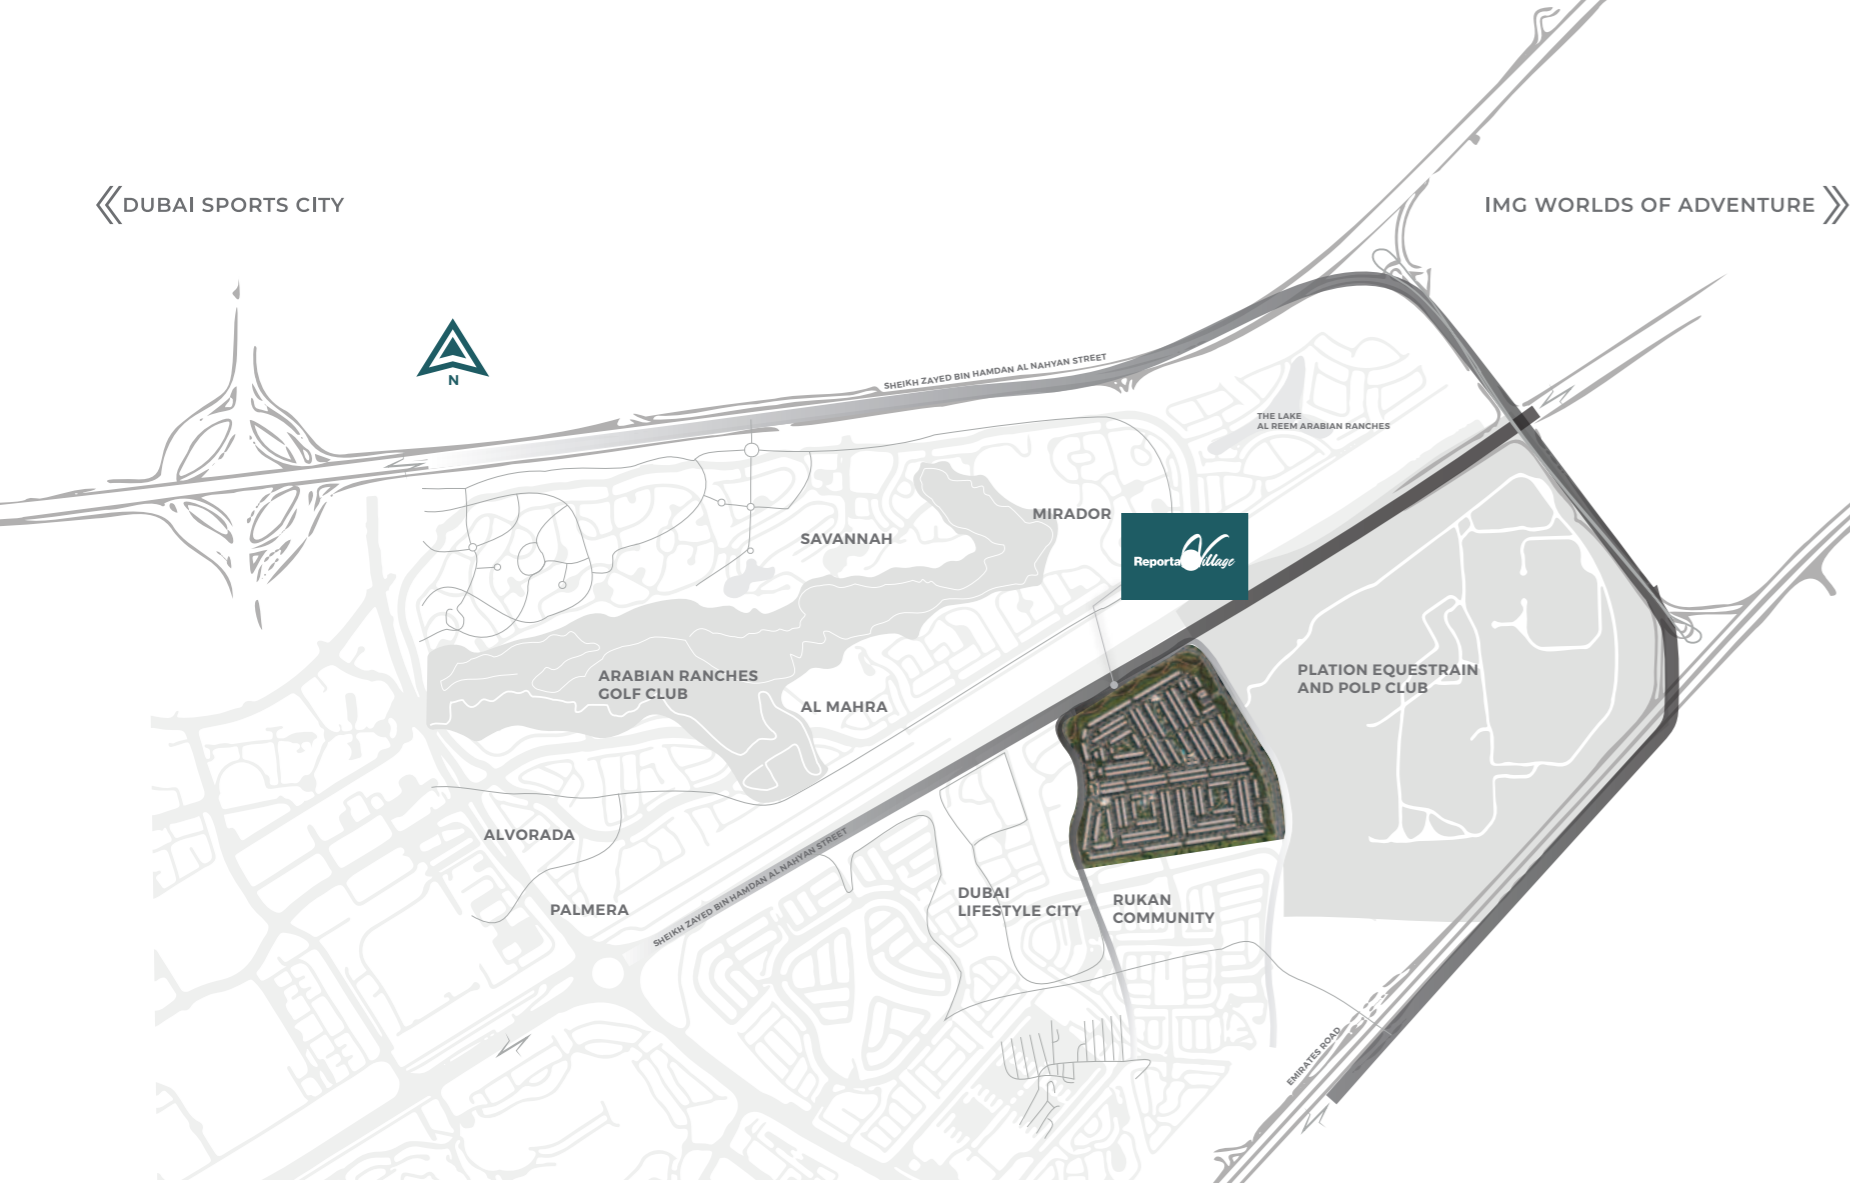 DUBAI SPORTS CITY
IMG WORLDS OF ADVENTURE
N
SHEIKH ZAYED BIN HAMDAN AL NAHYAN STREET
THE LAKE
AL REEM ARABIAN RANCHES
MIRADOR
SAVANNAH
Reportage Village
ARABIAN RANCHES
GOLF CLUB
AL MAHRA
PLATION EQUESTRAIN
AND POLP CLUB
ALVORADA
SHEIKH ZAYED BIN HAMDAN AL NAHYAN STREET
PALMERA
DUBAI
LIFESTYLE CITY
RUKAN
COMMUNITY
EMIRATES ROAD